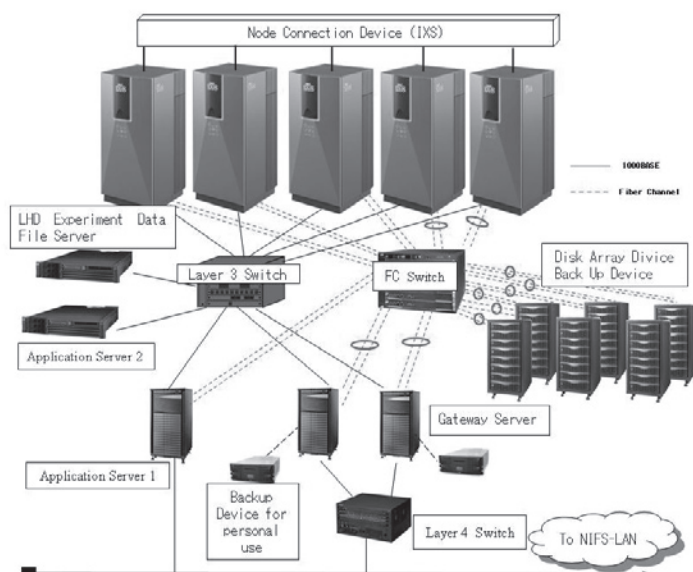 Node Connection Device (IXS)
1000BASE
Fiber Channel
LHD Experiment Data
File Server
Layer 3 Switch
FC Switch
Disk Array Divice
Back Up Device
Application Server 2
Gateway Server
Application Server 1
Backup
Device for
personal
use
Layer 4 Switch
To NIFS-LAN